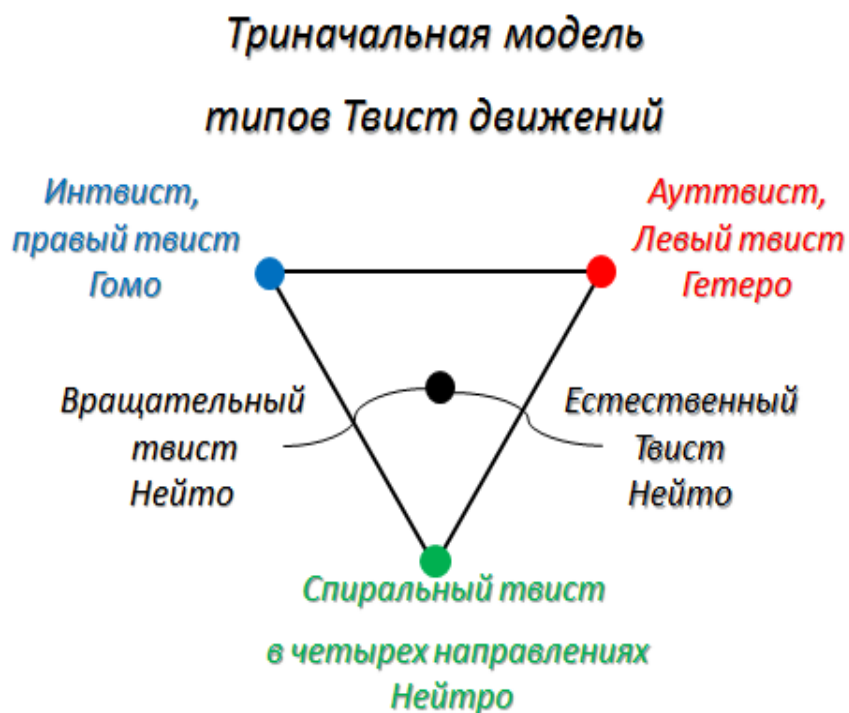 Триначальная модель
типов Твист движений
Интвист,
правый твист
Гомо
Ауттвист,
Левый твист
Гетеро
Вращательный
твист
Нейто
Естественный
Твист
Нейто
Спиральный твист
в четырех направлениях
Нейтро